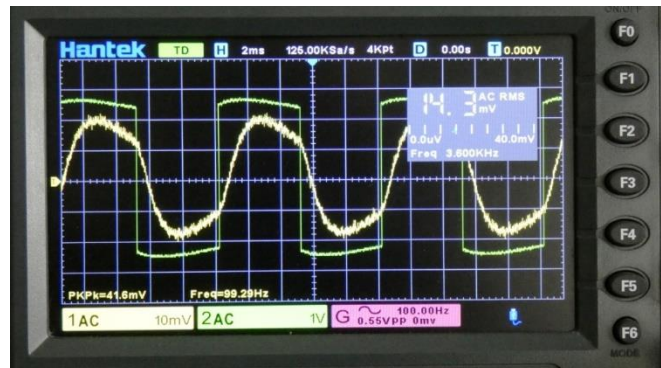 Hantek TD H 2ms 125.00KSa/s 4KPt D 0.00s T 0.000V
14.3 AC RMS mV
0.0uV 40.0mV
Freq 3.600KHz
PKPk=41.6mV Freq=99.29Hz
1AC 10mV 2AC 1V G 100.00Hz
0.55VPP 0mv
F0
F1
F2
F3
F4
F5
F6
MODE